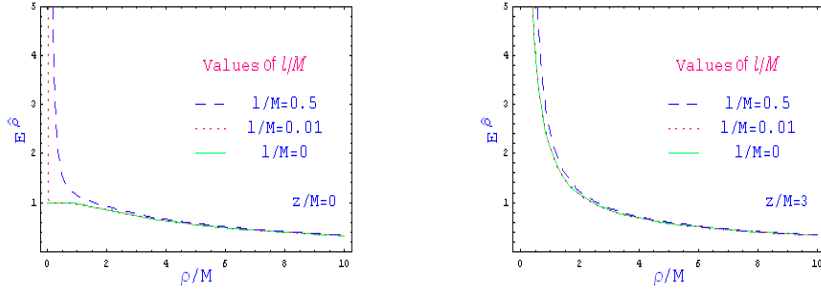 5
4
3
2
1
E ρ̂
Values of l/M
l/M=0.5
l/M=0.01
l/M=0
z/M=0
0 2 4 6 8 10
ρ/M
5
4
3
2
1
E ρ̂
Values of l/M
l/M=0.5
l/M=0.01
l/M=0
z/M=3
0 2 4 6 8 10
ρ/M